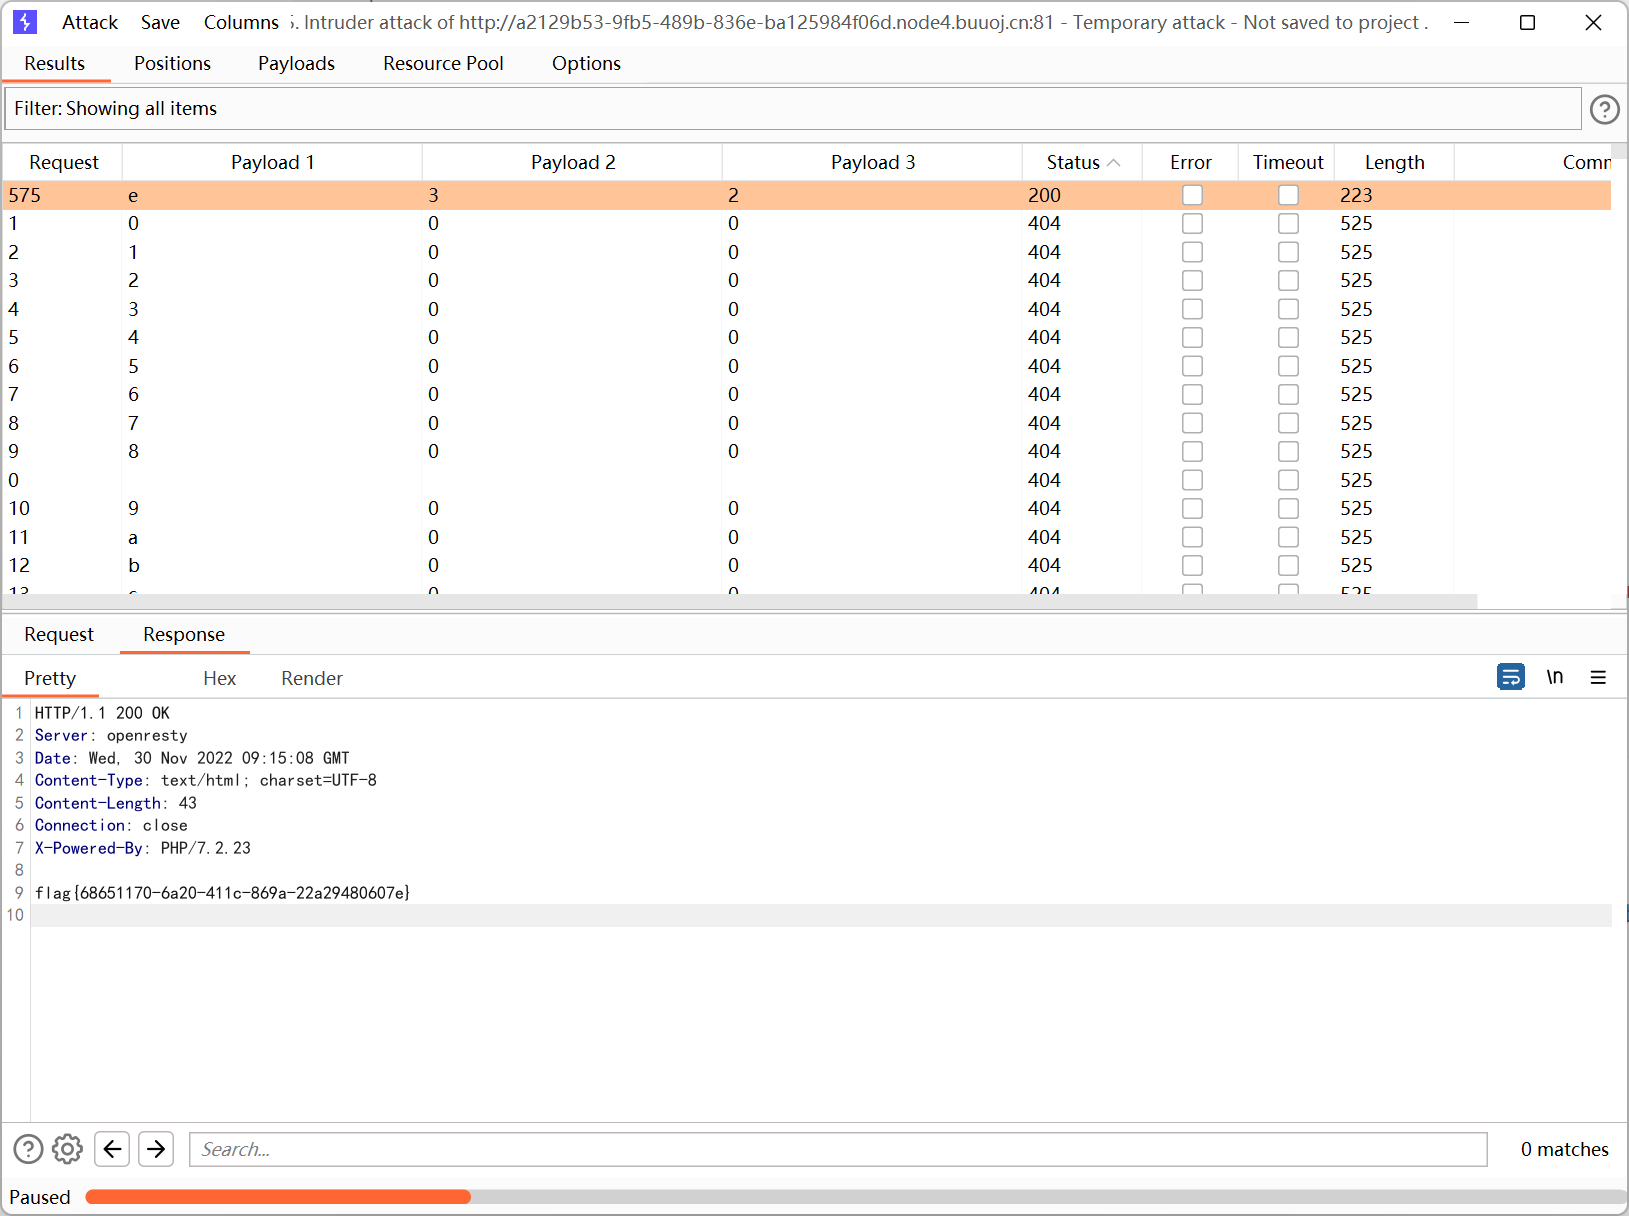 Attack Save Columns 5. Intruder attack of http://a2129b53-9fb5-489b-836e-ba125984f06d.node4.buuoj.cn:81 - Temporary attack - Not saved to project .
Results Positions Payloads Resource Pool Options
Filter: Showing all items
Request Payload 1 Payload 2 Payload 3 Status Error Timeout Length Comm
575 e 3 2 200 223
1 0 0 0 404 525
2 1 0 0 404 525
3 2 0 0 404 525
4 3 0 0 404 525
5 4 0 0 404 525
6 5 0 0 404 525
7 6 0 0 404 525
8 7 0 0 404 525
9 8 0 0 404 525
0 404 525
10 9 0 0 404 525
11 a 0 0 404 525
12 b 0 0 404 525
13 c 0 0 404 525
Request Response
Pretty Hex Render \n
1 HTTP/1.1 200 OK
2 Server: openresty
3 Date: Wed, 30 Nov 2022 09:15:08 GMT
4 Content-Type: text/html; charset=UTF-8
5 Content-Length: 43
6 Connection: close
7 X-Powered-By: PHP/7.2.23
8
9 flag{68651170-6a20-411c-869a-22a29480607e}
10
Search... 0 matches
Paused